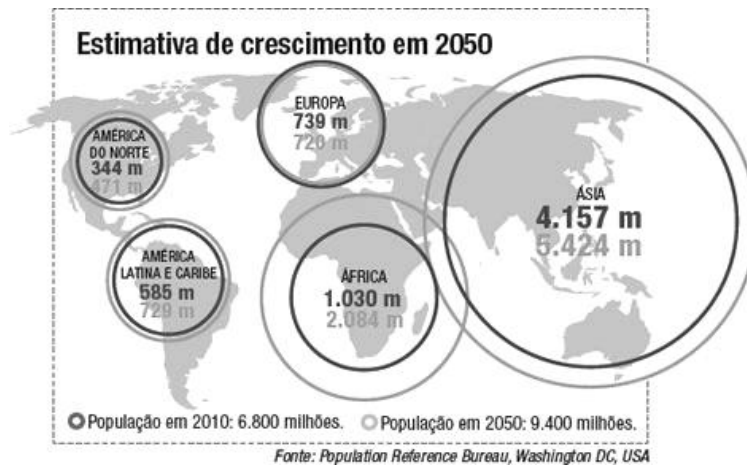 Estimativa de crescimento em 2050
EUROPA
739 m
720 m
AMÉRICA
DO NORTE
344 m
471 m
ÁSIA
4.157 m
5.424 m
AMÉRICA
LATINA E CARIBE
585 m
729 m
ÁFRICA
1.030 m
2.084 m
População em 2010: 6.800 milhões.
População em 2050: 9.400 milhões.
Fonte: Population Reference Bureau, Washington DC, USA